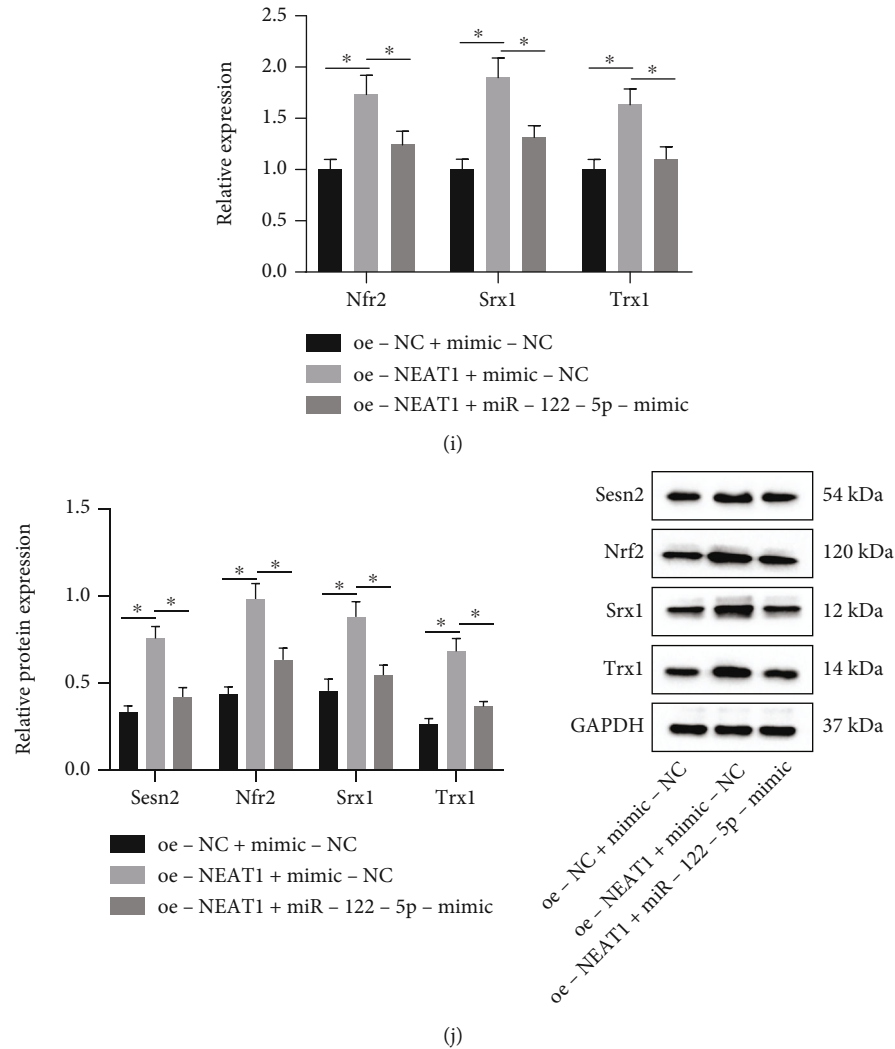 * * * * * *
Relative expression
2.5
2.0
1.5
1.0
0.5
0.0
Nfr2 Srx1 Trx1
oe – NC + mimic – NC
oe – NEAT1 + mimic – NC
oe – NEAT1 + miR – 122 – 5p – mimic
(i)
Relative protein expression
1.5
1.0
0.5
0.0
* * * * * * * *
Sesn2 Nfr2 Srx1 Trx1
oe – NC + mimic – NC
oe – NEAT1 + mimic – NC
oe – NEAT1 + miR – 122 – 5p – mimic
Sesn2 54 kDa
Nrf2 120 kDa
Srx1 12 kDa
Trx1 14 kDa
GAPDH 37 kDa
oe – NC + mimic – NC
oe – NEAT1 + mimic – NC
oe – NEAT1 + miR – 122 – 5p – mimic
(j)